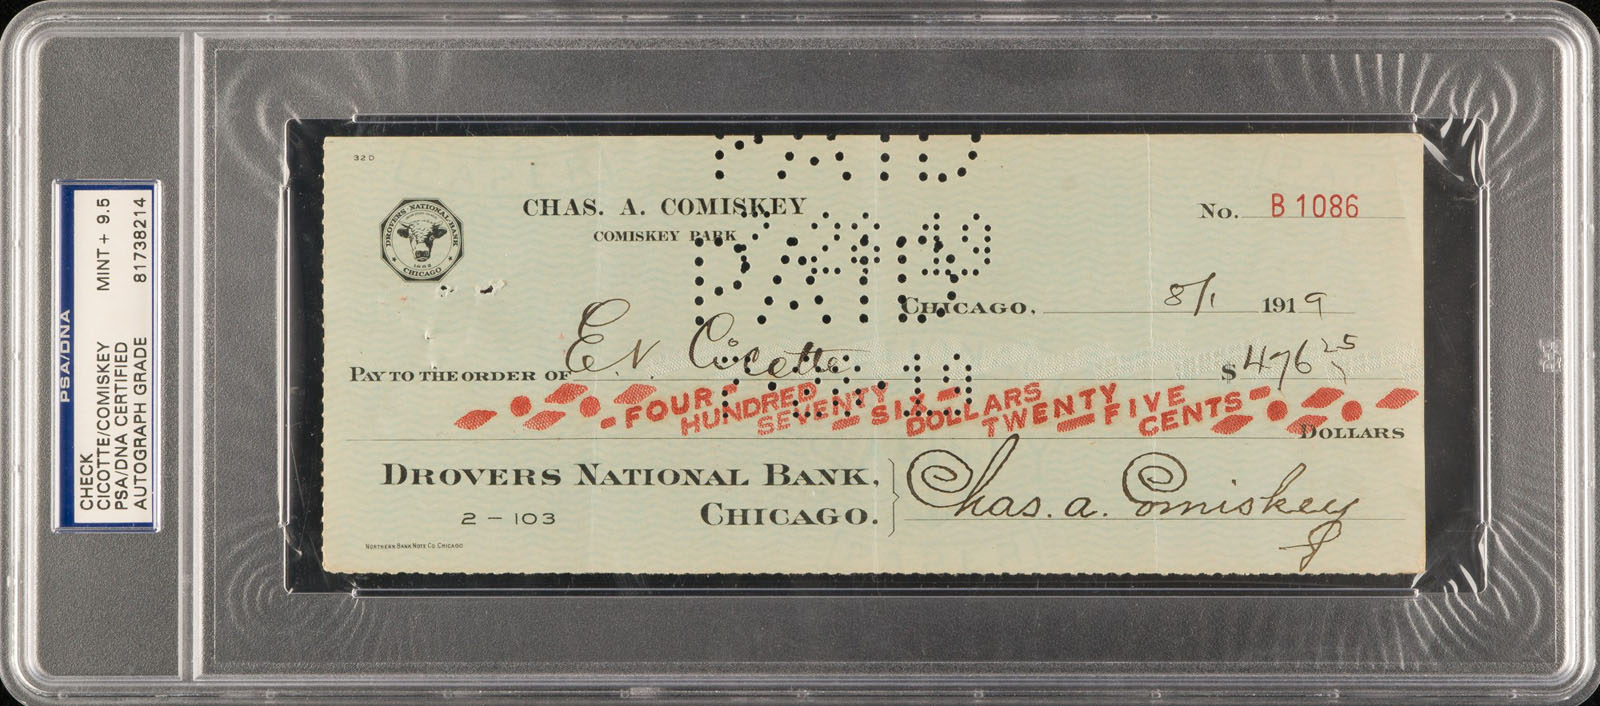 PSA/DNA
CHECK MINT + 9.5
CICOTTE/COMISKEY
PSA/DNA CERTIFIED
AUTOGRAPH GRADE 81738214
32D
PAID
DROVERS NATIONAL BANK
1882
CHICAGO
CHAS. A. COMISKEY
COMISKEY PARK
No. B 1086
PAID
CHICAGO, 8/1 1919
PAY TO THE ORDER OF E. V. Cicotte $476 25
FOUR HUNDRED SEVENTY SIX DOLLARS TWENTY FIVE CENTS
DOLLARS
DROVERS NATIONAL BANK,
CHICAGO.
2-103
Chas. A. Comiskey
NORTHERN BANK NOTE CO. CHICAGO